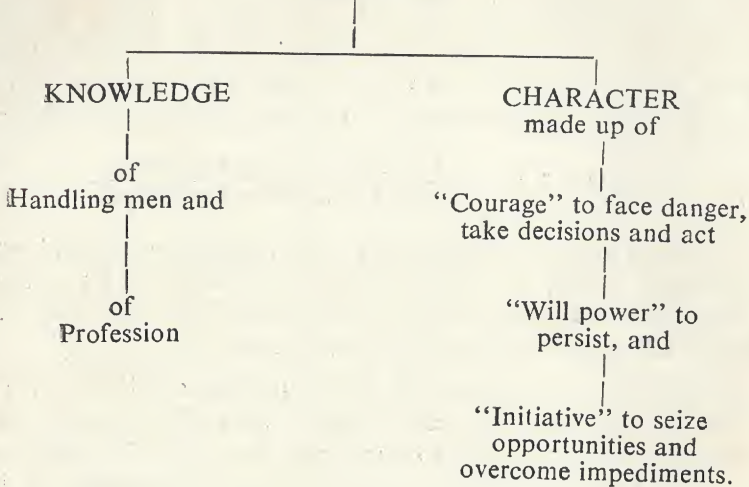 KNOWLEDGE
of
Handling men and
of
Profession
CHARACTER
made up of
“Courage” to face danger,
take decisions and act
“Will power” to
persist, and
“Initiative” to seize
opportunities and
overcome impediments.